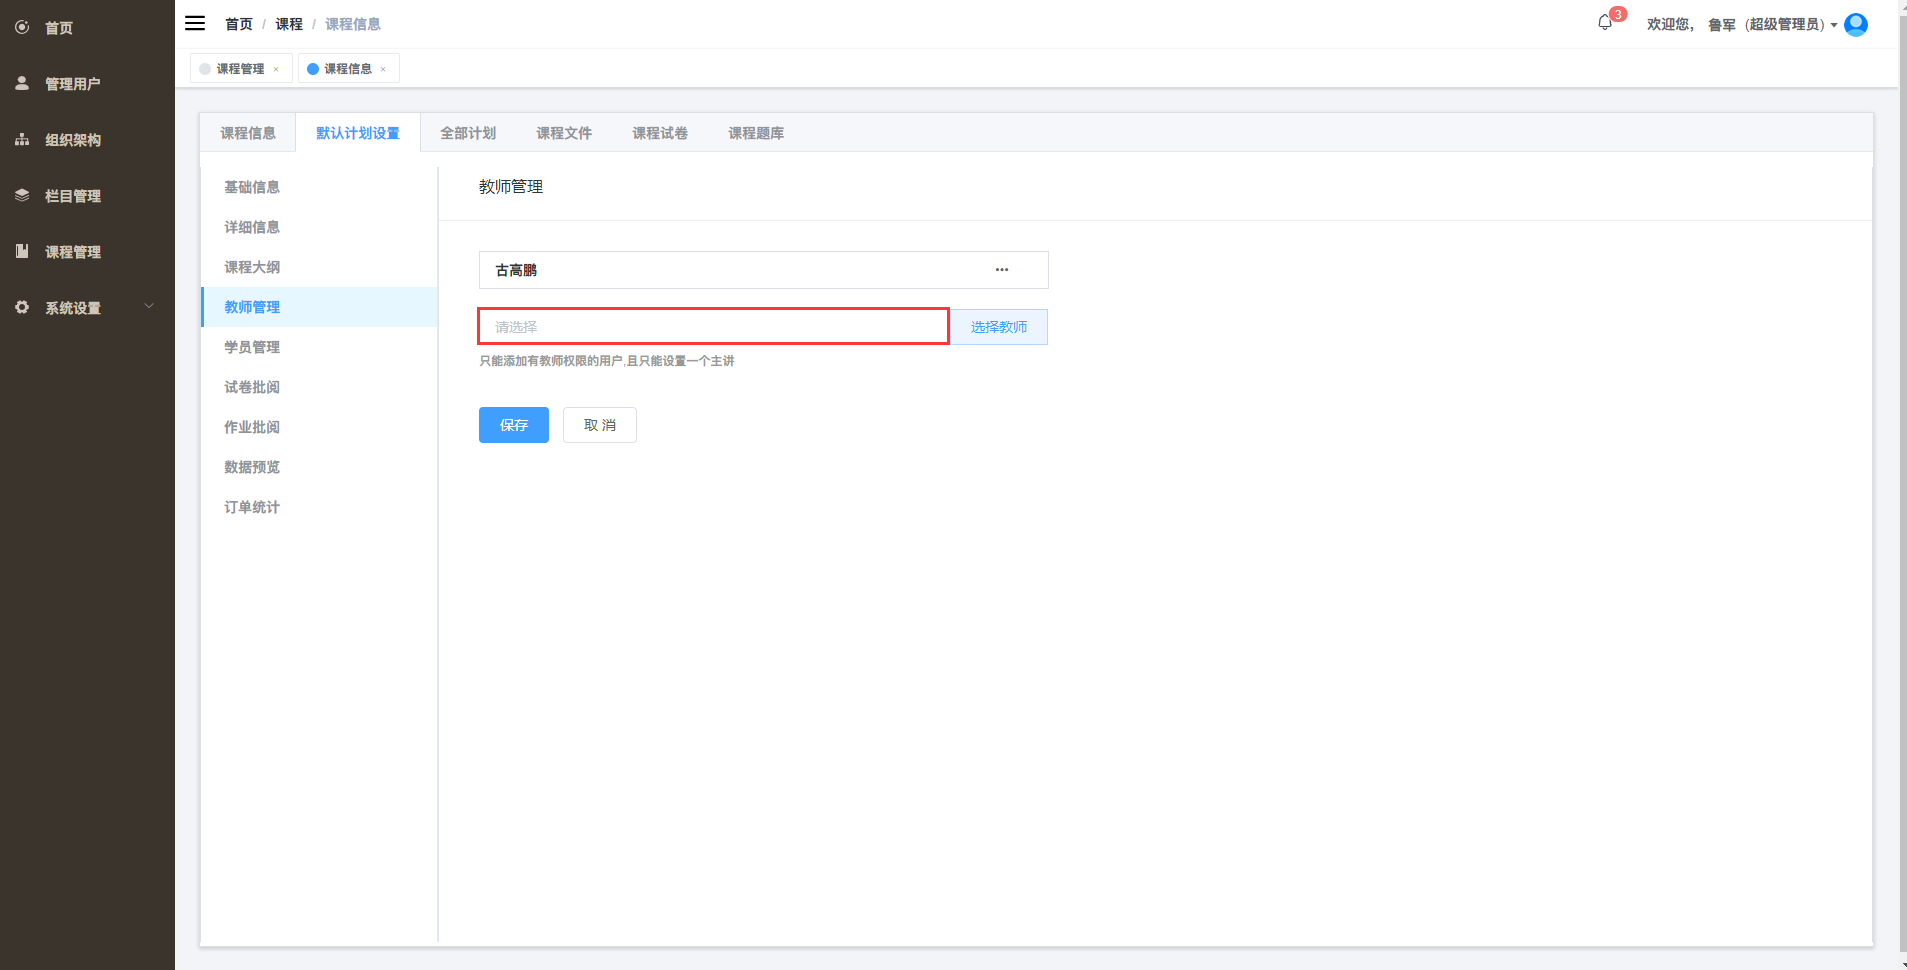 首页
管理用户
组织架构
栏目管理
课程管理
系统设置
首页 / 课程 / 课程信息
3
欢迎您， 鲁军（超级管理员）
课程管理 ×
课程信息 ×
课程信息 默认计划设置 全部计划 课程文件 课程试卷 课程题库
基础信息
详细信息
课程大纲
教师管理
学员管理
试卷批阅
作业批阅
数据预览
订单统计
教师管理
古高鹏 •••
请选择 选择教师
只能添加有教师权限的用户,且只能设置一个主讲
保存 取 消